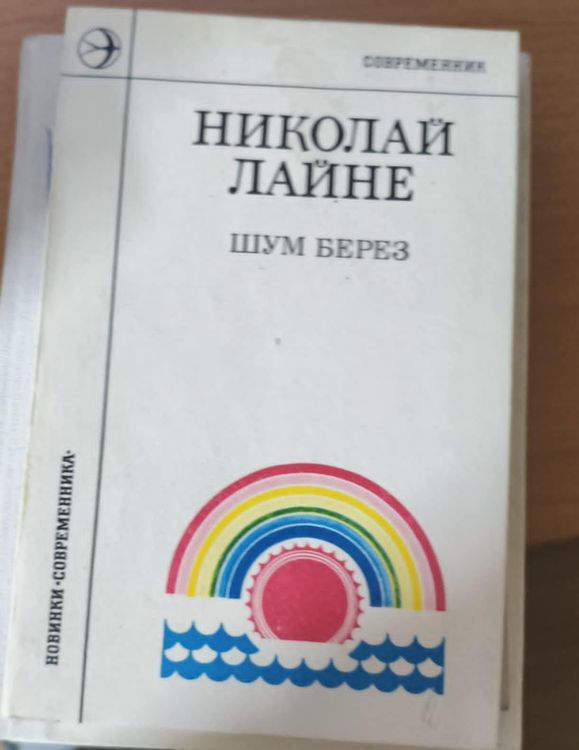 СОВРЕМЕННИК
НИКОЛАЙ
ЛАЙНЕ
ШУМ БЕРЕЗ
НОВИНКИ «СОВРЕМЕННИКА»